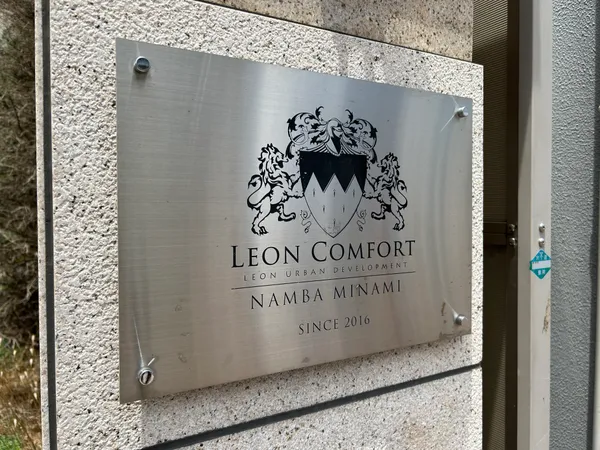 LEON COMFORT
LEON URBAN DEVELOPMENT
NAMBA MINAMI
SINCE 2016